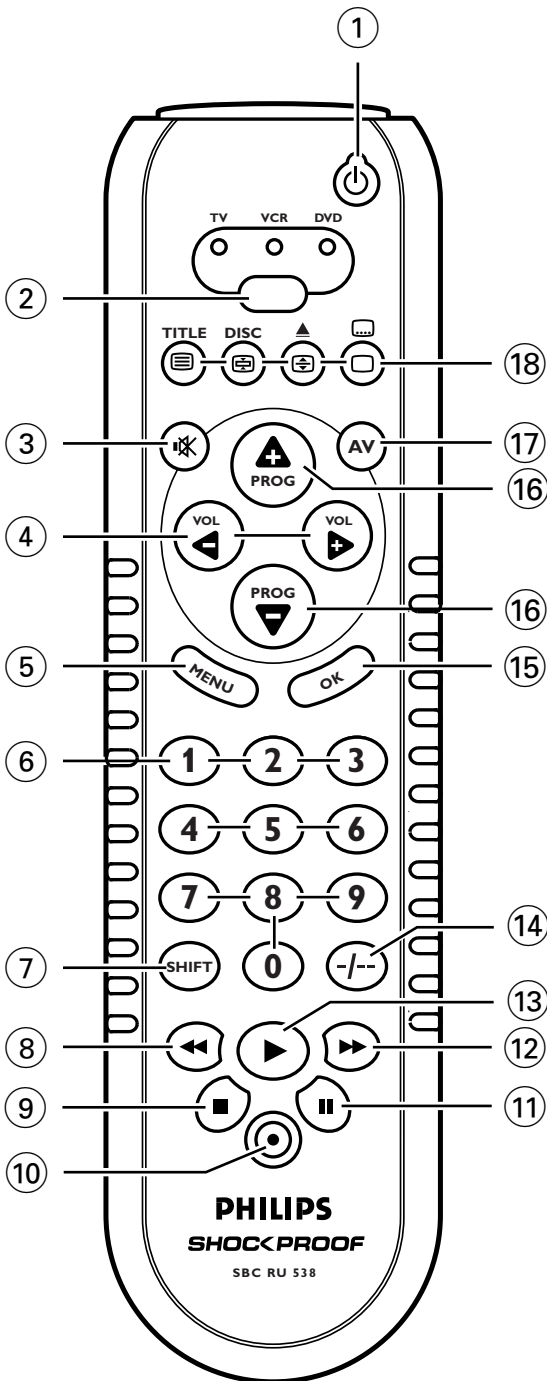 1
TV VCR DVD
2
TITLE DISC
18
3
AV
17
PROG
16
4
VOL
VOL
PROG
16
5
MENU
OK
15
6
1 2 3
4 5 6
7 8 9
14
7
SHIFT
0
-/--
13
8
12
9
11
10
PHILIPS
SHOCKPROOF
SBC RU 538